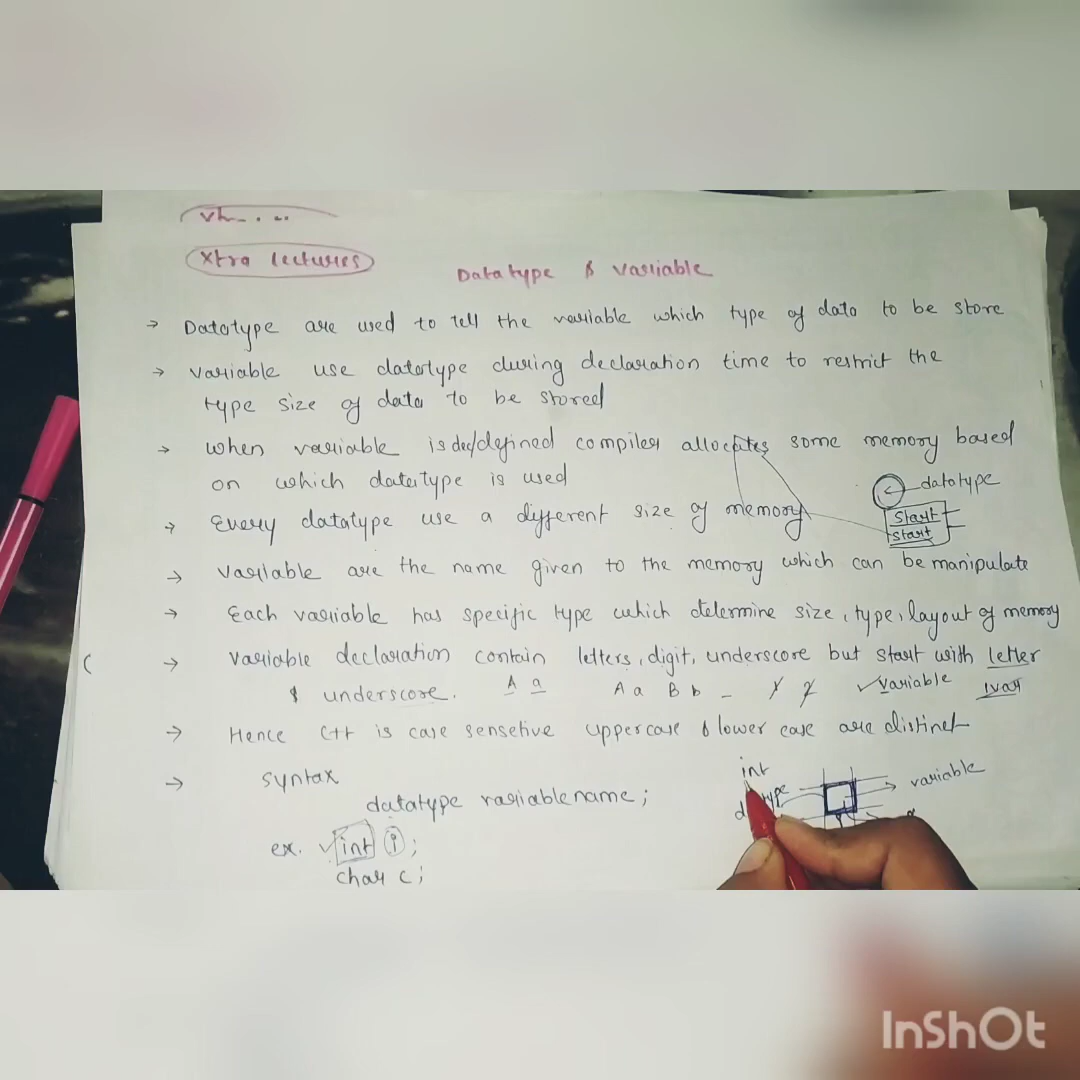 Xtra lectures
Datatype & variable
→ Datatype are used to tell the variable which type of data to be store
→ variable use datatype during declaration time to restrict the
type size of data to be stored
→ when variable is dec/defined compiler allocates some memory based
on which datatype is used
datatype
→ Every datatype use a different size of memory
start
start
→ variable are the name given to the memory which can be manipulate
→ Each variable has specific type which determine size, type, layout of memory
→ variable declaration contain letters, digit, underscore but start with letter
& underscore. A a A a B b _ ✓variable 1var
→ Hence C++ is case sensetive uppercase & lower case are distinct
→ syntax
int
datatype variablename;
variable
ex. ✓int i;
char c;
InShOt